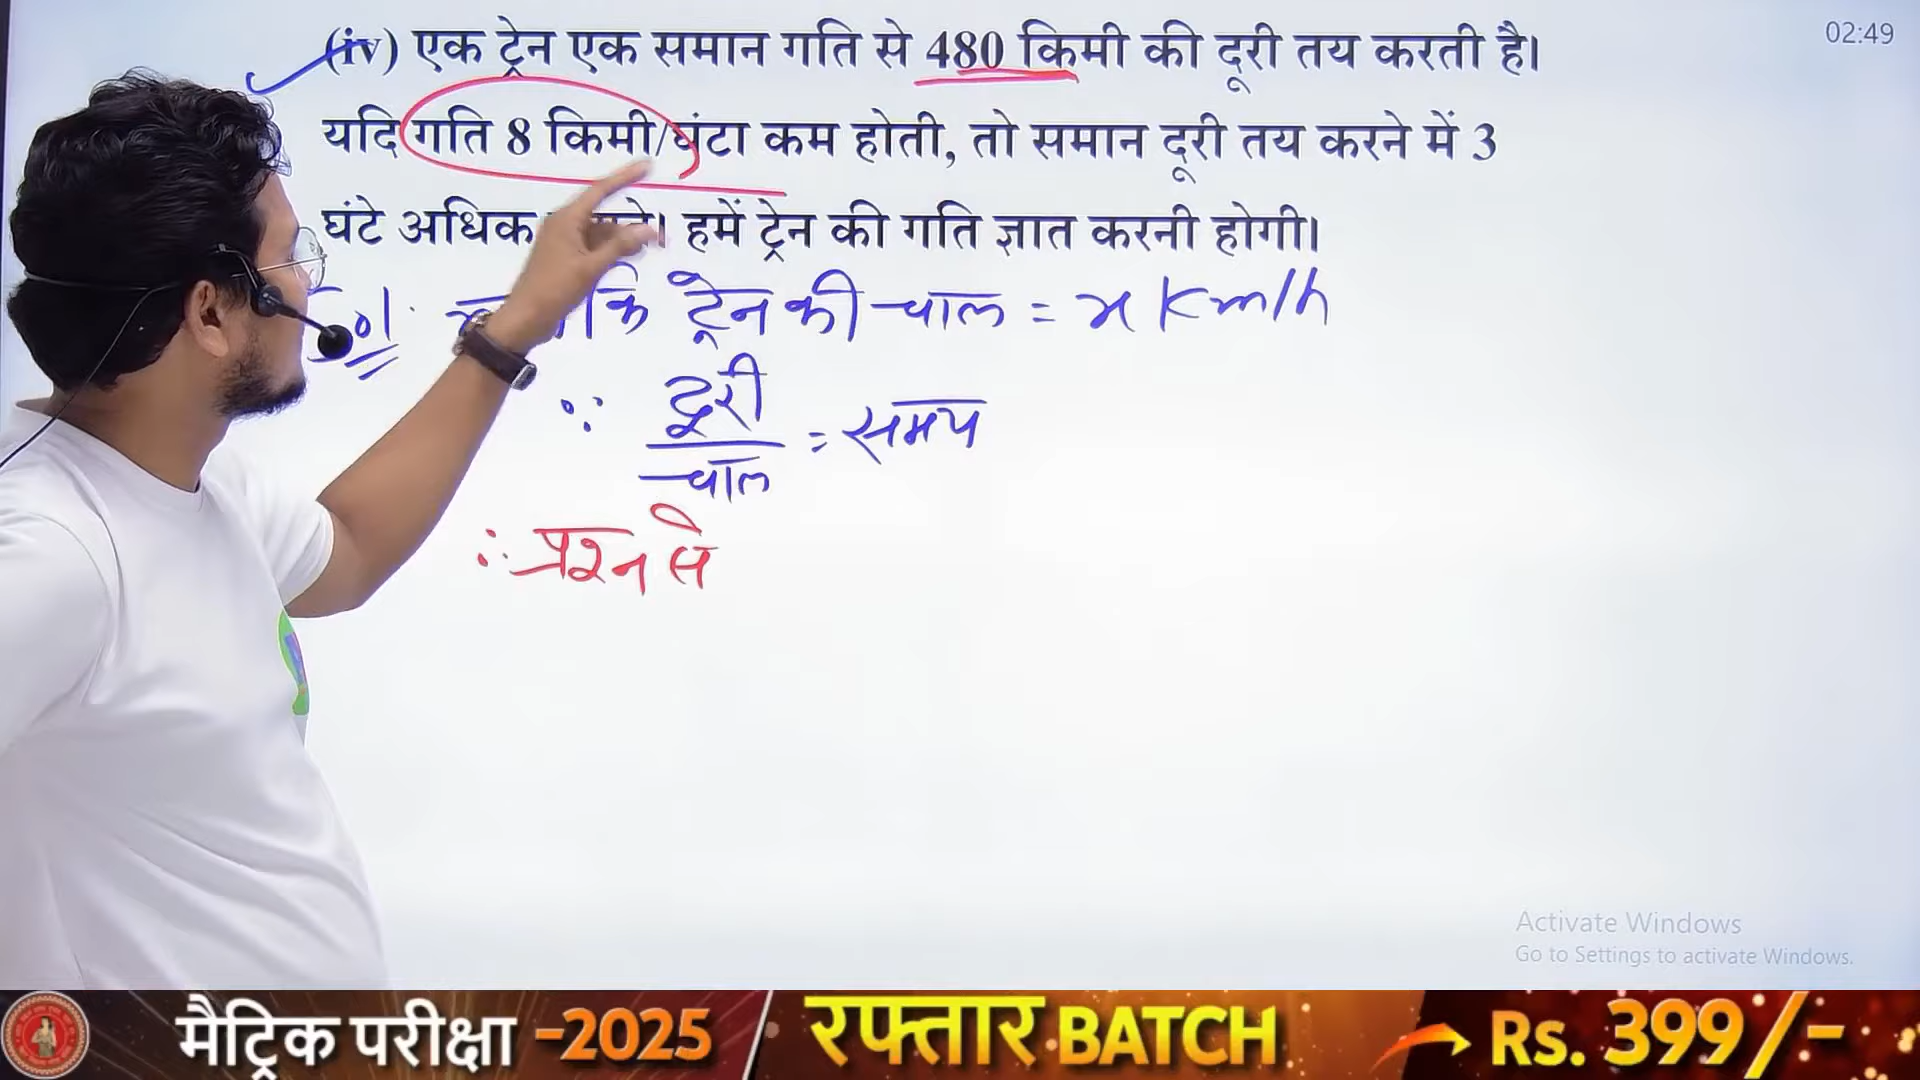 02:49
(iv) एक ट्रेन एक समान गति से 480 किमी की दूरी तय करती है।
यदि गति 8 किमी/घंटा कम होती, तो समान दूरी तय करने में 3
घंटे अधिक हमें ट्रेन की गति ज्ञात करनी होगी।
Sol. कि ट्रेन की चाल = x Km/h
∵ दूरी
चाल = समय
∴ प्रश्न से
Activate Windows
Go to Settings to activate Windows.
मैट्रिक परीक्षा -2025 रफ्तार BATCH Rs. 399/-